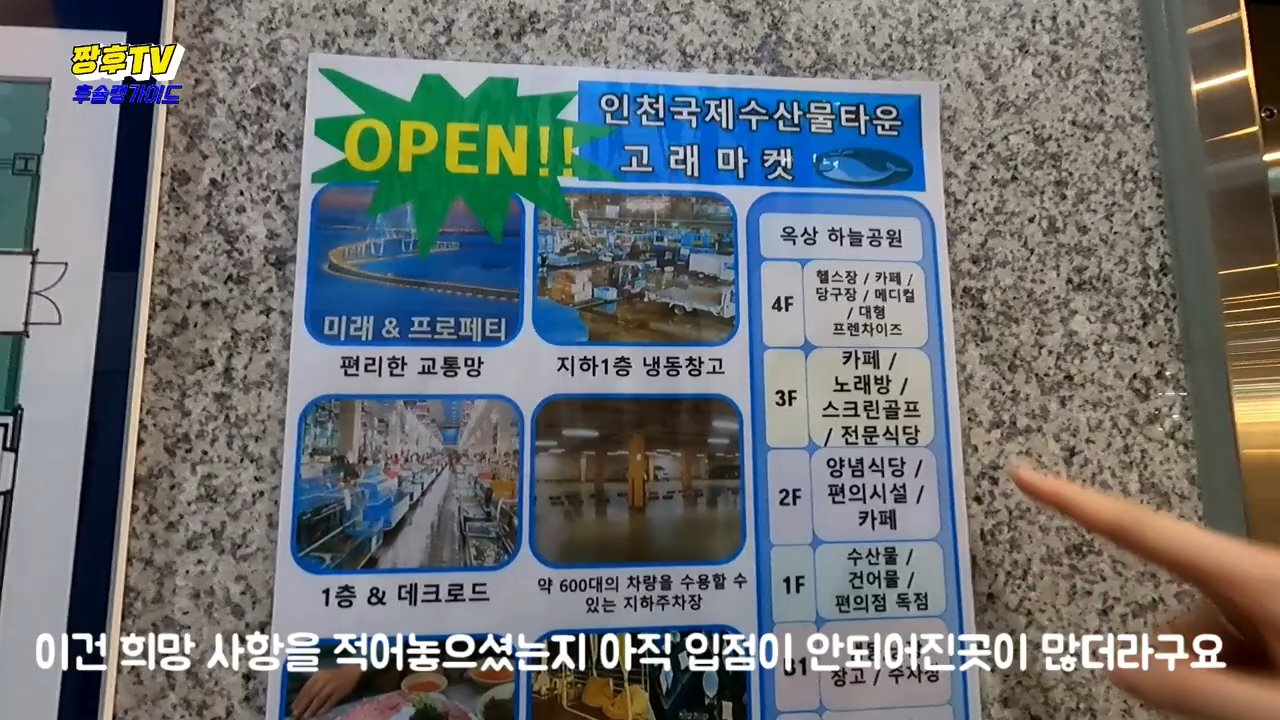 짱후TV
후슐랭가이드
OPEN!!
인천국제수산물타운
고래마캣
미래 & 프로페티
편리한 교통망
지하1층 냉동창고
1층 & 데크로드
약 600대의 차량을 수용할 수
있는 지하주차장
옥상 하늘공원
4F
헬스장 / 카페 /
당구장 / 메디컬
/ 대형
프렌차이즈
3F
카페 /
노래방 /
스크린골프
/ 전문식당
2F
양념식당 /
편의시설 /
카페
1F
수산물 /
건어물 /
편의점 독점
B1
창고 / 주차장
이건 희망 사항을 적어놓으셨는지 아직 입점이 안되어진곳이 많더라구요